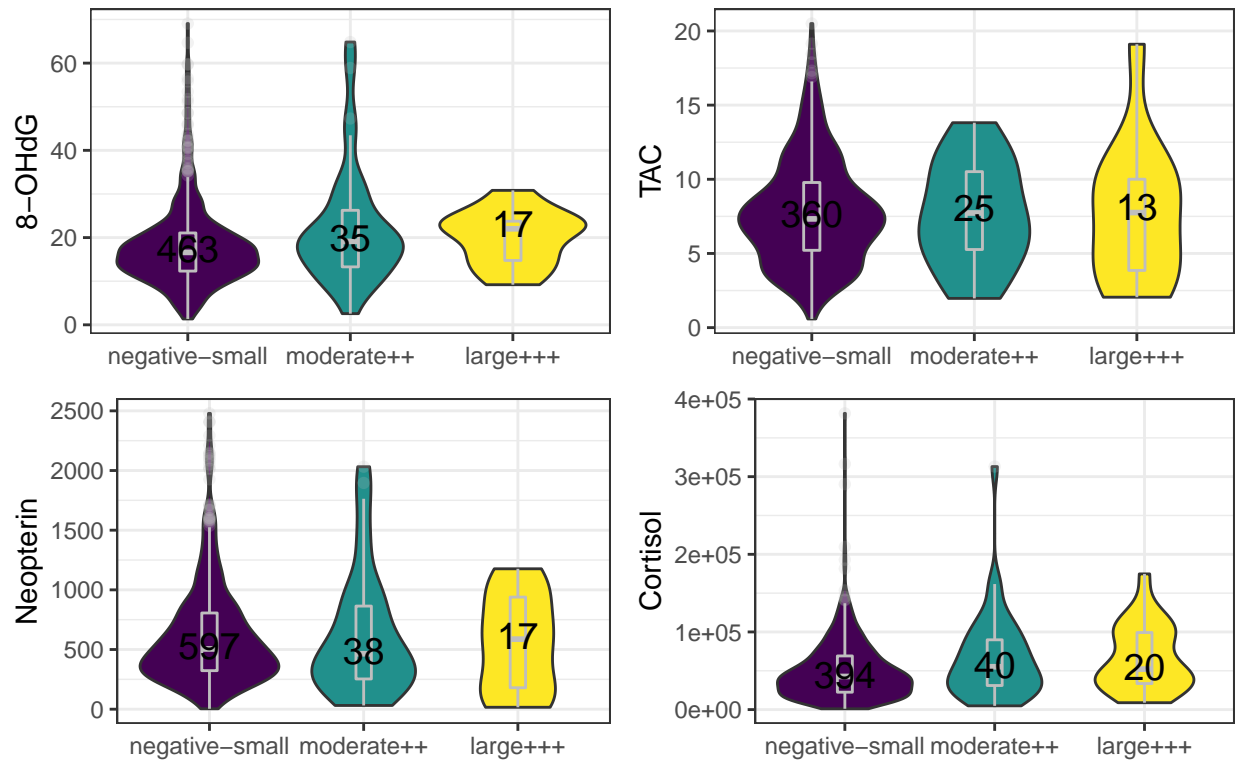 8−OHdG
60
40
20
0
463
35
17
negative−small moderate++ large+++
TAC
20
15
10
5
0
360
25
13
negative−small moderate++ large+++
Neopterin
2500
2000
1500
1000
500
0
597
38
17
negative−small moderate++ large+++
Cortisol
4e+05
3e+05
2e+05
1e+05
0e+00
394
40
20
negative−small moderate++ large+++